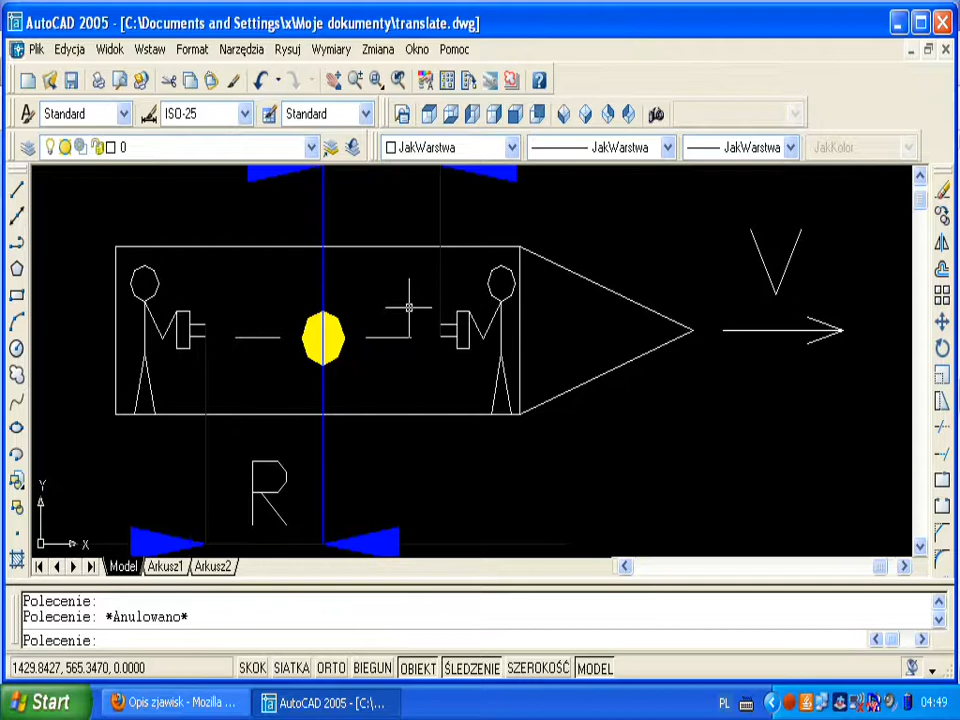 AutoCAD 2005 - [C:\Documents and Settings\x\Moje dokumenty\translate.dwg]
Plik Edycja Widok Wstaw Format Narzędzia Rysuj Wymiary Zmiana Okno Pomoc
Standard ISO-25 Standard
0 JakWarstwa JakWarstwa JakWarstwa JakKolor
V
R
Y
X
Model Arkusz1 Arkusz2
Polecenie:
Polecenie: *Anulowano*
Polecenie:
1429.8427, 565.3470, 0.0000 SKOK SIATKA ORTO BIEGUN OBIEKT ŚLEDZENIE SZEROKOŚĆ MODEL
Start Opis zjawisk - Mozilla ... AutoCAD 2005 - [C:\... PL 04:49